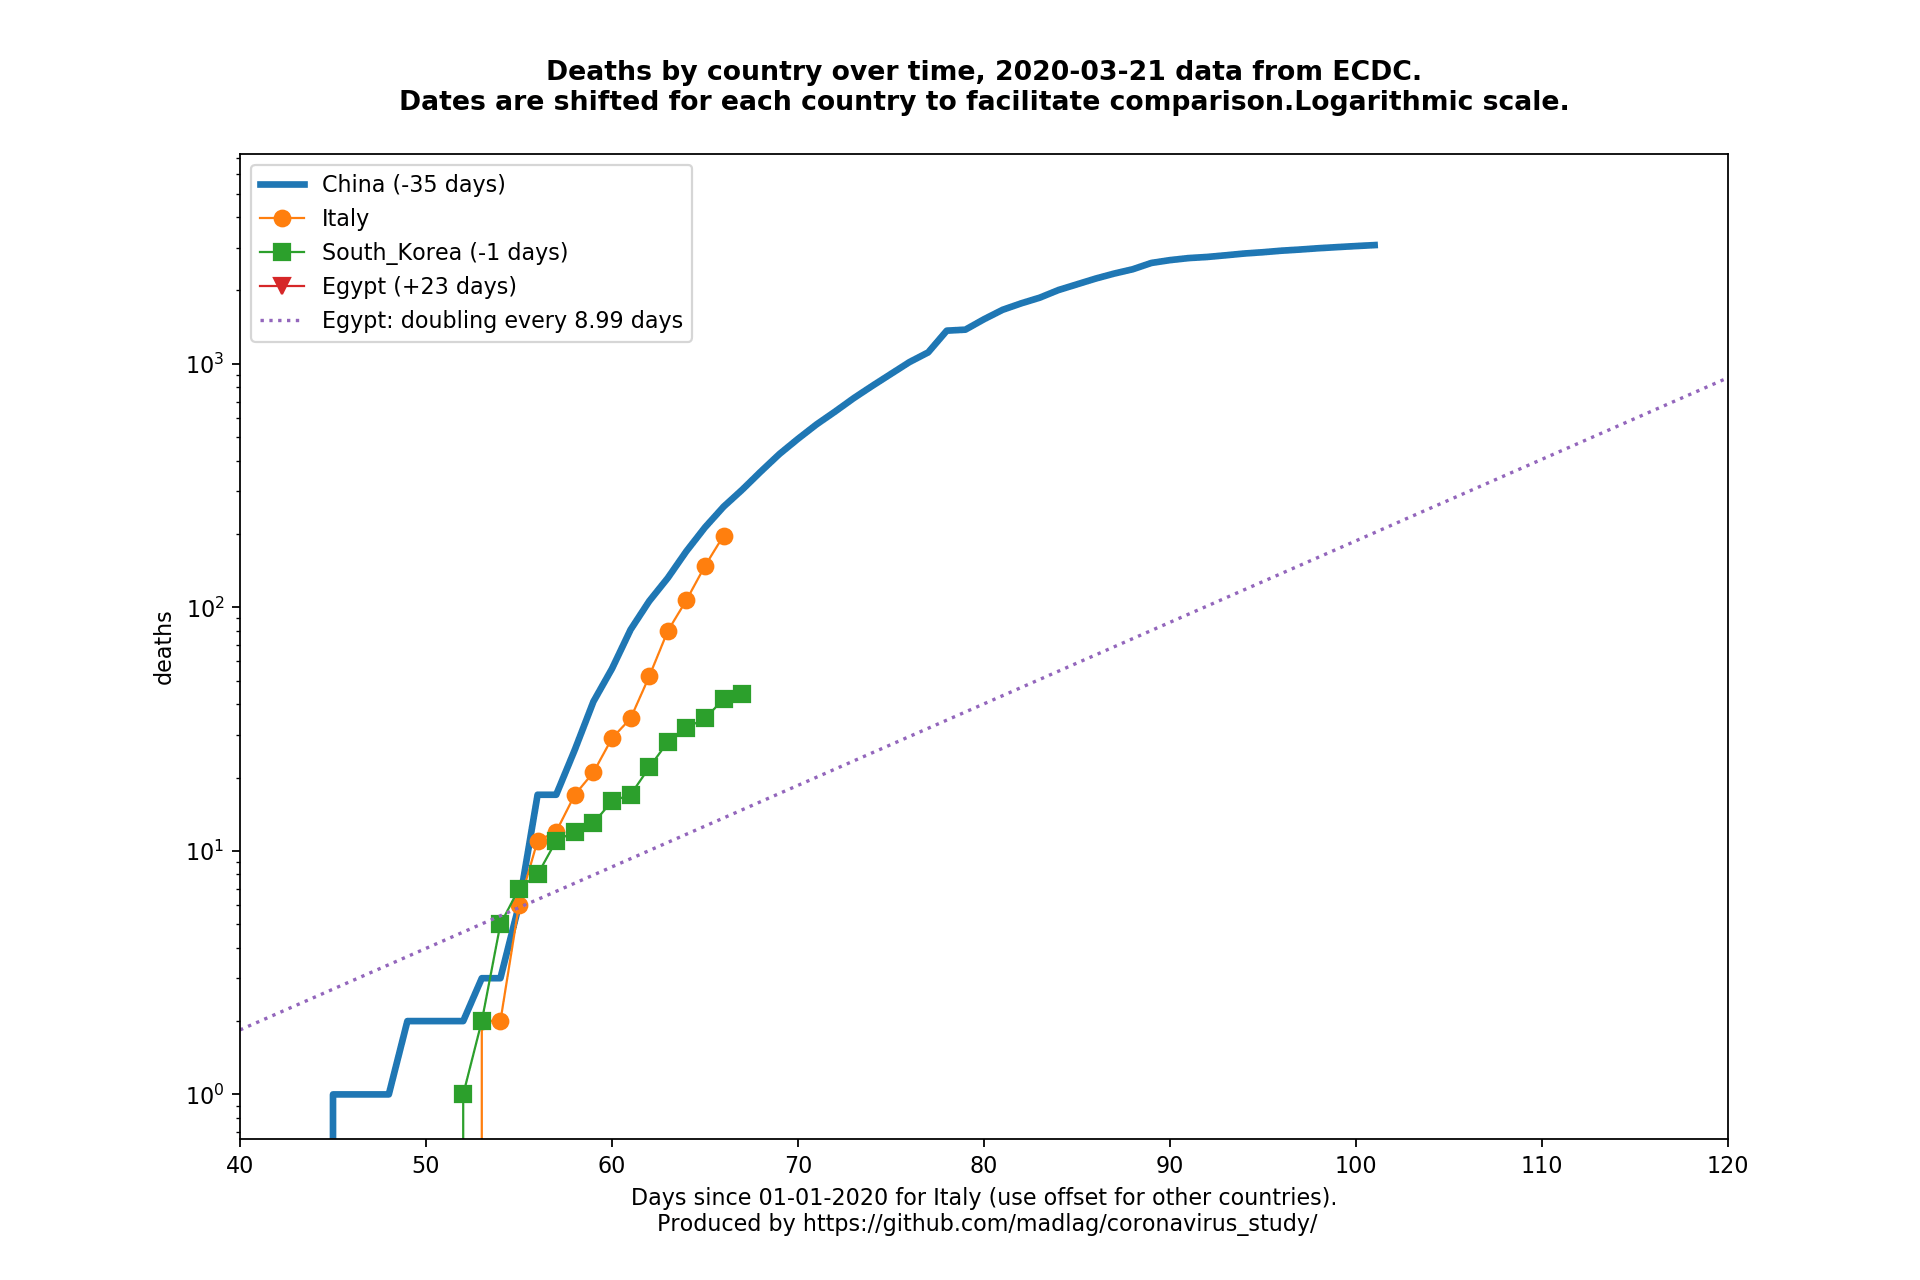 Deaths by country over time, 2020-03-21 data from ECDC.
Dates are shifted for each country to facilitate comparison.Logarithmic scale.
China (-35 days)
Italy
South_Korea (-1 days)
Egypt (+23 days)
Egypt: doubling every 8.99 days
10³
10²
10¹
10⁰
deaths
40 50 60 70 80 90 100 110 120
Days since 01-01-2020 for Italy (use offset for other countries).
Produced by https://github.com/madlag/coronavirus_study/